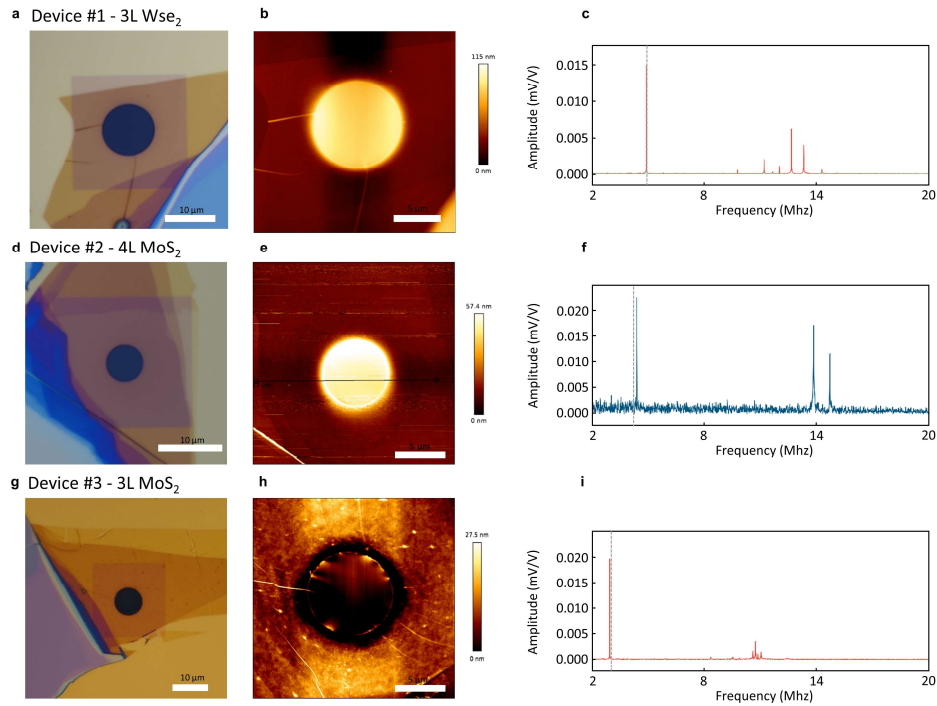 a Device #1 - 3L Wse2
b
c
10 µm
115 nm
0 nm
5 µm
Amplitude (mV/V)
0.015
0.010
0.005
0.000
2 8 14 20
Frequency (Mhz)
d Device #2 - 4L MoS2
e
f
10 µm
57.4 nm
0 nm
5 µm
Amplitude (mV/V)
0.020
0.015
0.010
0.005
0.000
2 8 14 20
Frequency (Mhz)
g Device #3 - 3L MoS2
h
i
10 µm
27.5 nm
0 nm
5 µm
Amplitude (mV/V)
0.020
0.015
0.010
0.005
0.000
2 8 14 20
Frequency (Mhz)